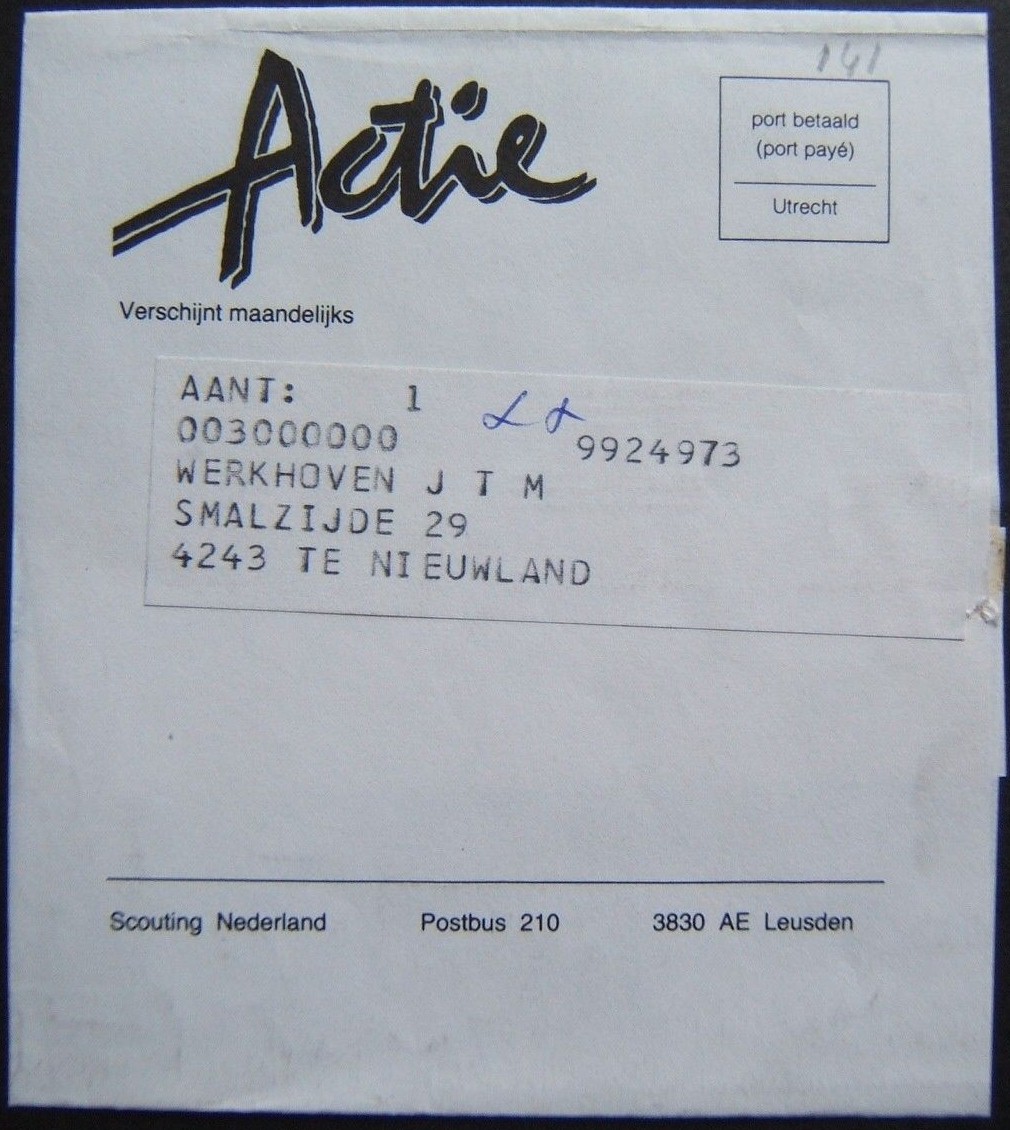 141
Actie
port betaald
(port payé)
Utrecht
Verschijnt maandelijks
AANT: 1
003000000 9924973
WERKHOVEN J T M
SMALZIJDE 29
4243 TE NIEUWLAND
Scouting Nederland Postbus 210 3830 AE Leusden